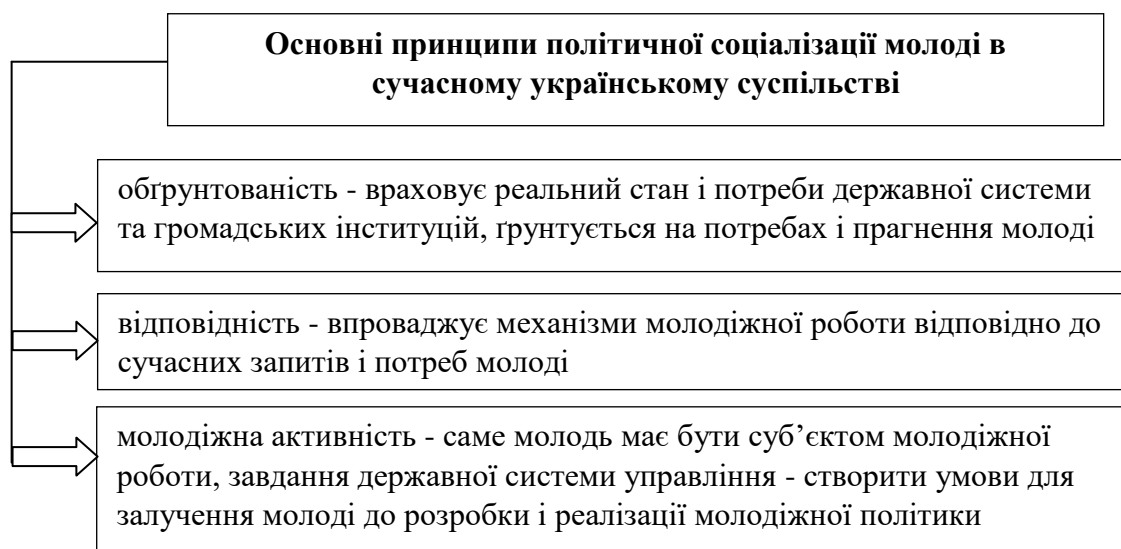 Основні принципи політичної соціалізації молоді в
сучасному українському суспільстві
обґрунтованість - враховує реальний стан і потреби державної системи
та громадських інституцій, ґрунтується на потребах і прагнення молоді
відповідність - впроваджує механізми молодіжної роботи відповідно до
сучасних запитів і потреб молоді
молодіжна активність - саме молодь має бути суб’єктом молодіжної
роботи, завдання державної системи управління - створити умови для
залучення молоді до розробки і реалізації молодіжної політики